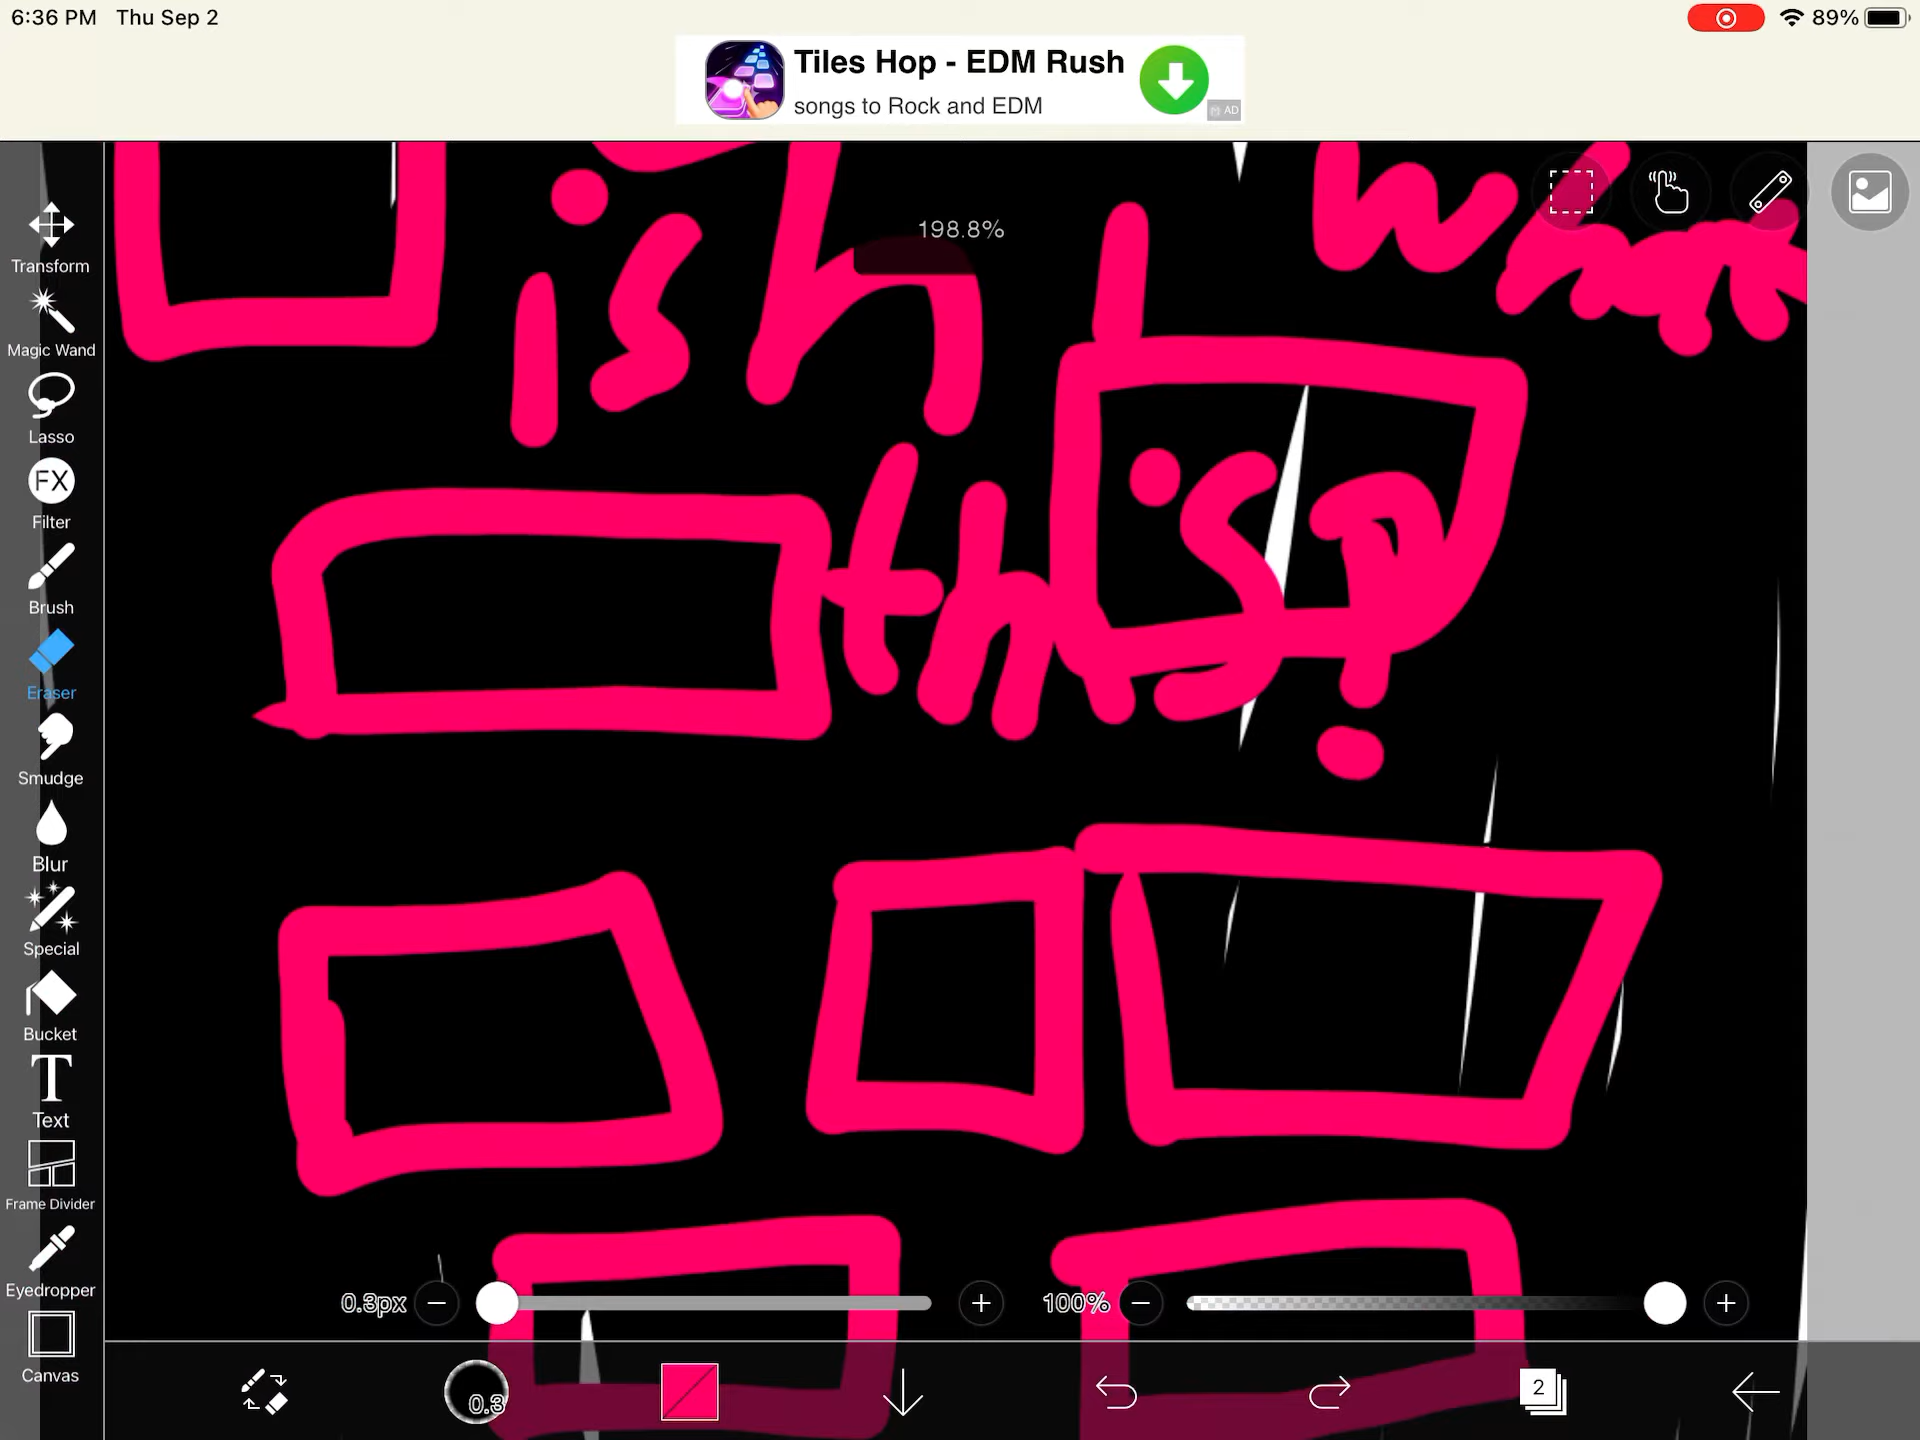 6:36 PM Thu Sep 2
89%
Tiles Hop - EDM Rush
songs to Rock and EDM
AD
198.8%
what
ish
this?
Transform
Magic Wand
Lasso
FX
Filter
Brush
Eraser
Smudge
Blur
Special
Bucket
T
Text
Frame Divider
Eyedropper
Canvas
0.3px
100%
0.3
2